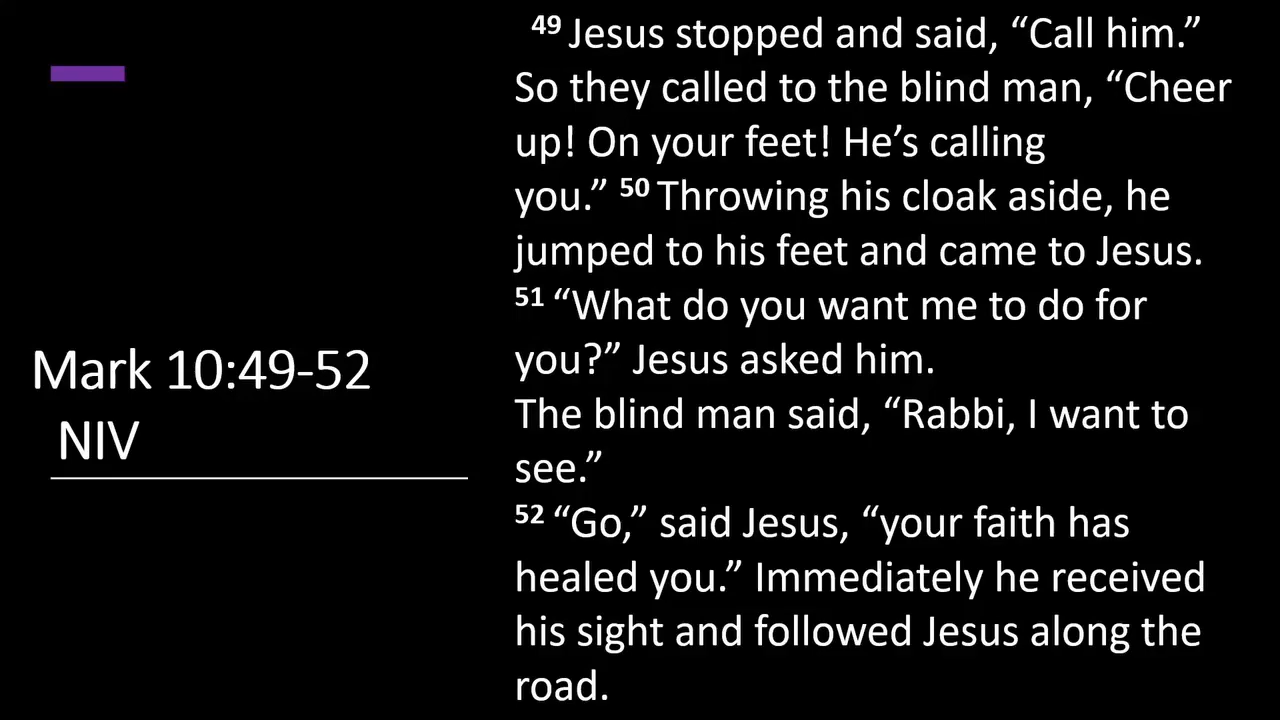 Mark 10:49-52
NIV
49 Jesus stopped and said, “Call him.”
So they called to the blind man, “Cheer
up! On your feet! He’s calling
you.” 50 Throwing his cloak aside, he
jumped to his feet and came to Jesus.
51 “What do you want me to do for
you?” Jesus asked him.
The blind man said, “Rabbi, I want to
see.”
52 “Go,” said Jesus, “your faith has
healed you.” Immediately he received
his sight and followed Jesus along the
road.